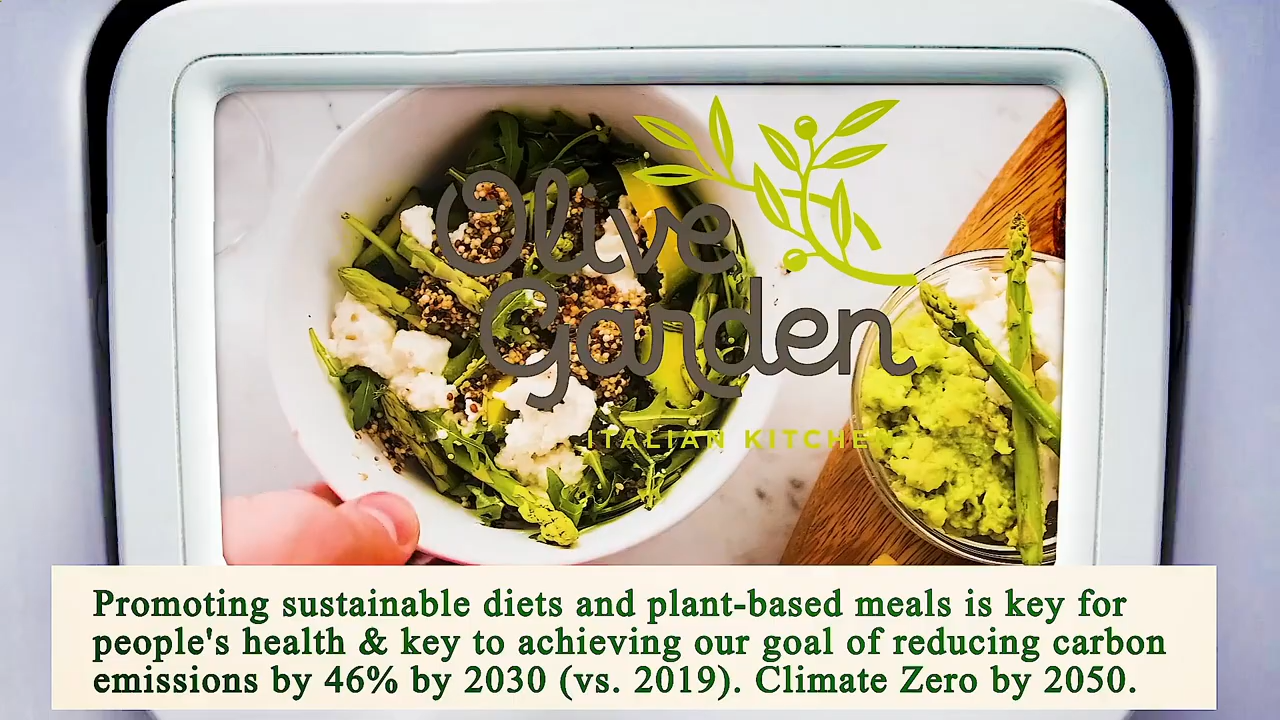 Olive
Garden
ITALIAN KITCHEN
Promoting sustainable diets and plant-based meals is key for
people's health & key to achieving our goal of reducing carbon
emissions by 46% by 2030 (vs. 2019). Climate Zero by 2050.